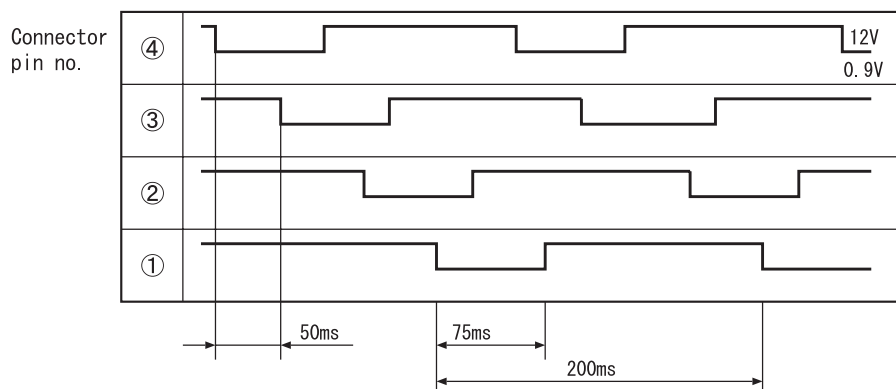 Connector
pin no.
④
12V
0.9V
③
②
①
50ms
75ms
200ms